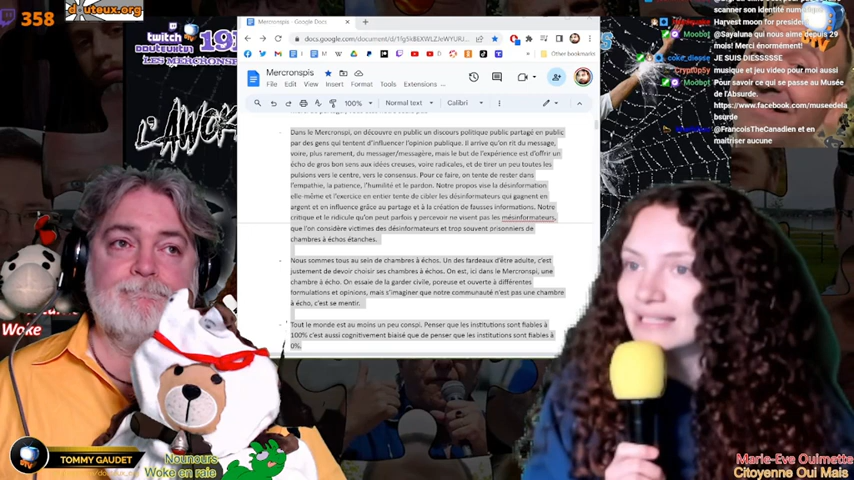 358
douteux.org
twitch
DOUTEUXTV
LES MERCRONSPIS
L'AWOKE
Mercronspis - Google Docs
docs.google.com/document/d/
Other bookmarks
Mercronspis
File Edit View Insert Format Tools Extensions
100% Normal text Calibri
Dans le Mercronspi, on découvre en public un discours politique public partagé en public
par des gens qui tentent d'influencer l'opinion publique. Il arrive qu'on rit du message,
voire, plus rarement, du messager/messagère, mais le but de l'expérience est d'offrir un
écho de gros bon sens aux idées creuses, voire radicales, et de tirer un peu toutes les
pulsions vers le centre, vers le consensus. Pour ce faire, on tente de rester dans
l'empathie, la patience, l'humilité et le pardon. Notre propos vise la désinformation
elle-même et l'exercice en entier tente de cibler les désinformateurs qui gagnent en
argent et en influence grâce au partage et à la création de fausses informations. Notre
critique et le ridicule qu'on peut parfois y percevoir ne visent pas les mésinformateurs,
que l'on considère victimes des désinformateurs et trop souvent prisonniers de
chambres à échos étanches.
Nous sommes tous au sein de chambres à échos. Un des fardeaux d'être adulte, c'est
justement de devoir choisir ses chambres à échos. On est, ici dans le Mercronspi, une
chambre à écho. On essaie de la garder civile, poreuse et ouverte à différentes
formulations et opinions, mais s'imaginer que notre communauté n'est pas une chambre
à écho, c'est se mentir.
Tout le monde est au moins un peu conspi. Penser que les institutions sont fiables à
100% c'est aussi cognitivement biaisé que de penser que les institutions sont fiables à
0%.
scanner son identité numérique
Harvest moon for president
@Sayaluna qui nous aime depuis 29
mois! Merci énormément!
coke_diesse
JE SUIS DIESSSSSE
Cryptop5y
musique et jeu video pour moi aussi
Moobot
Pour savoir ce qui se passe au Musée
de l'Absurde.
https://www.facebook.com/museedela
bsurde
@FrancoisTheCanadien et en
maitriser aucune
Woke
TOMMY GAUDET
Nounours
Woke en raie
Marie-Eve Ouimette
Citoyenne Oui Mais